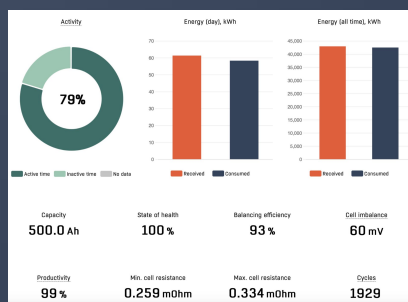 Activity
Energy (day), kWh
Energy (all time), kWh
79%
70
60
50
40
30
20
10
0
45,000
40,000
35,000
30,000
25,000
20,000
15,000
10,000
5,000
0
Active time Inactive time No data
Received Consumed
Received Consumed
Capacity State of health Balancing efficiency Cell imbalance
500.0 Ah 100 % 93 % 60 mV
Productivity Min. cell resistance Max. cell resistance Cycles
99 % 0.259 mOhm 0.334 mOhm 1929